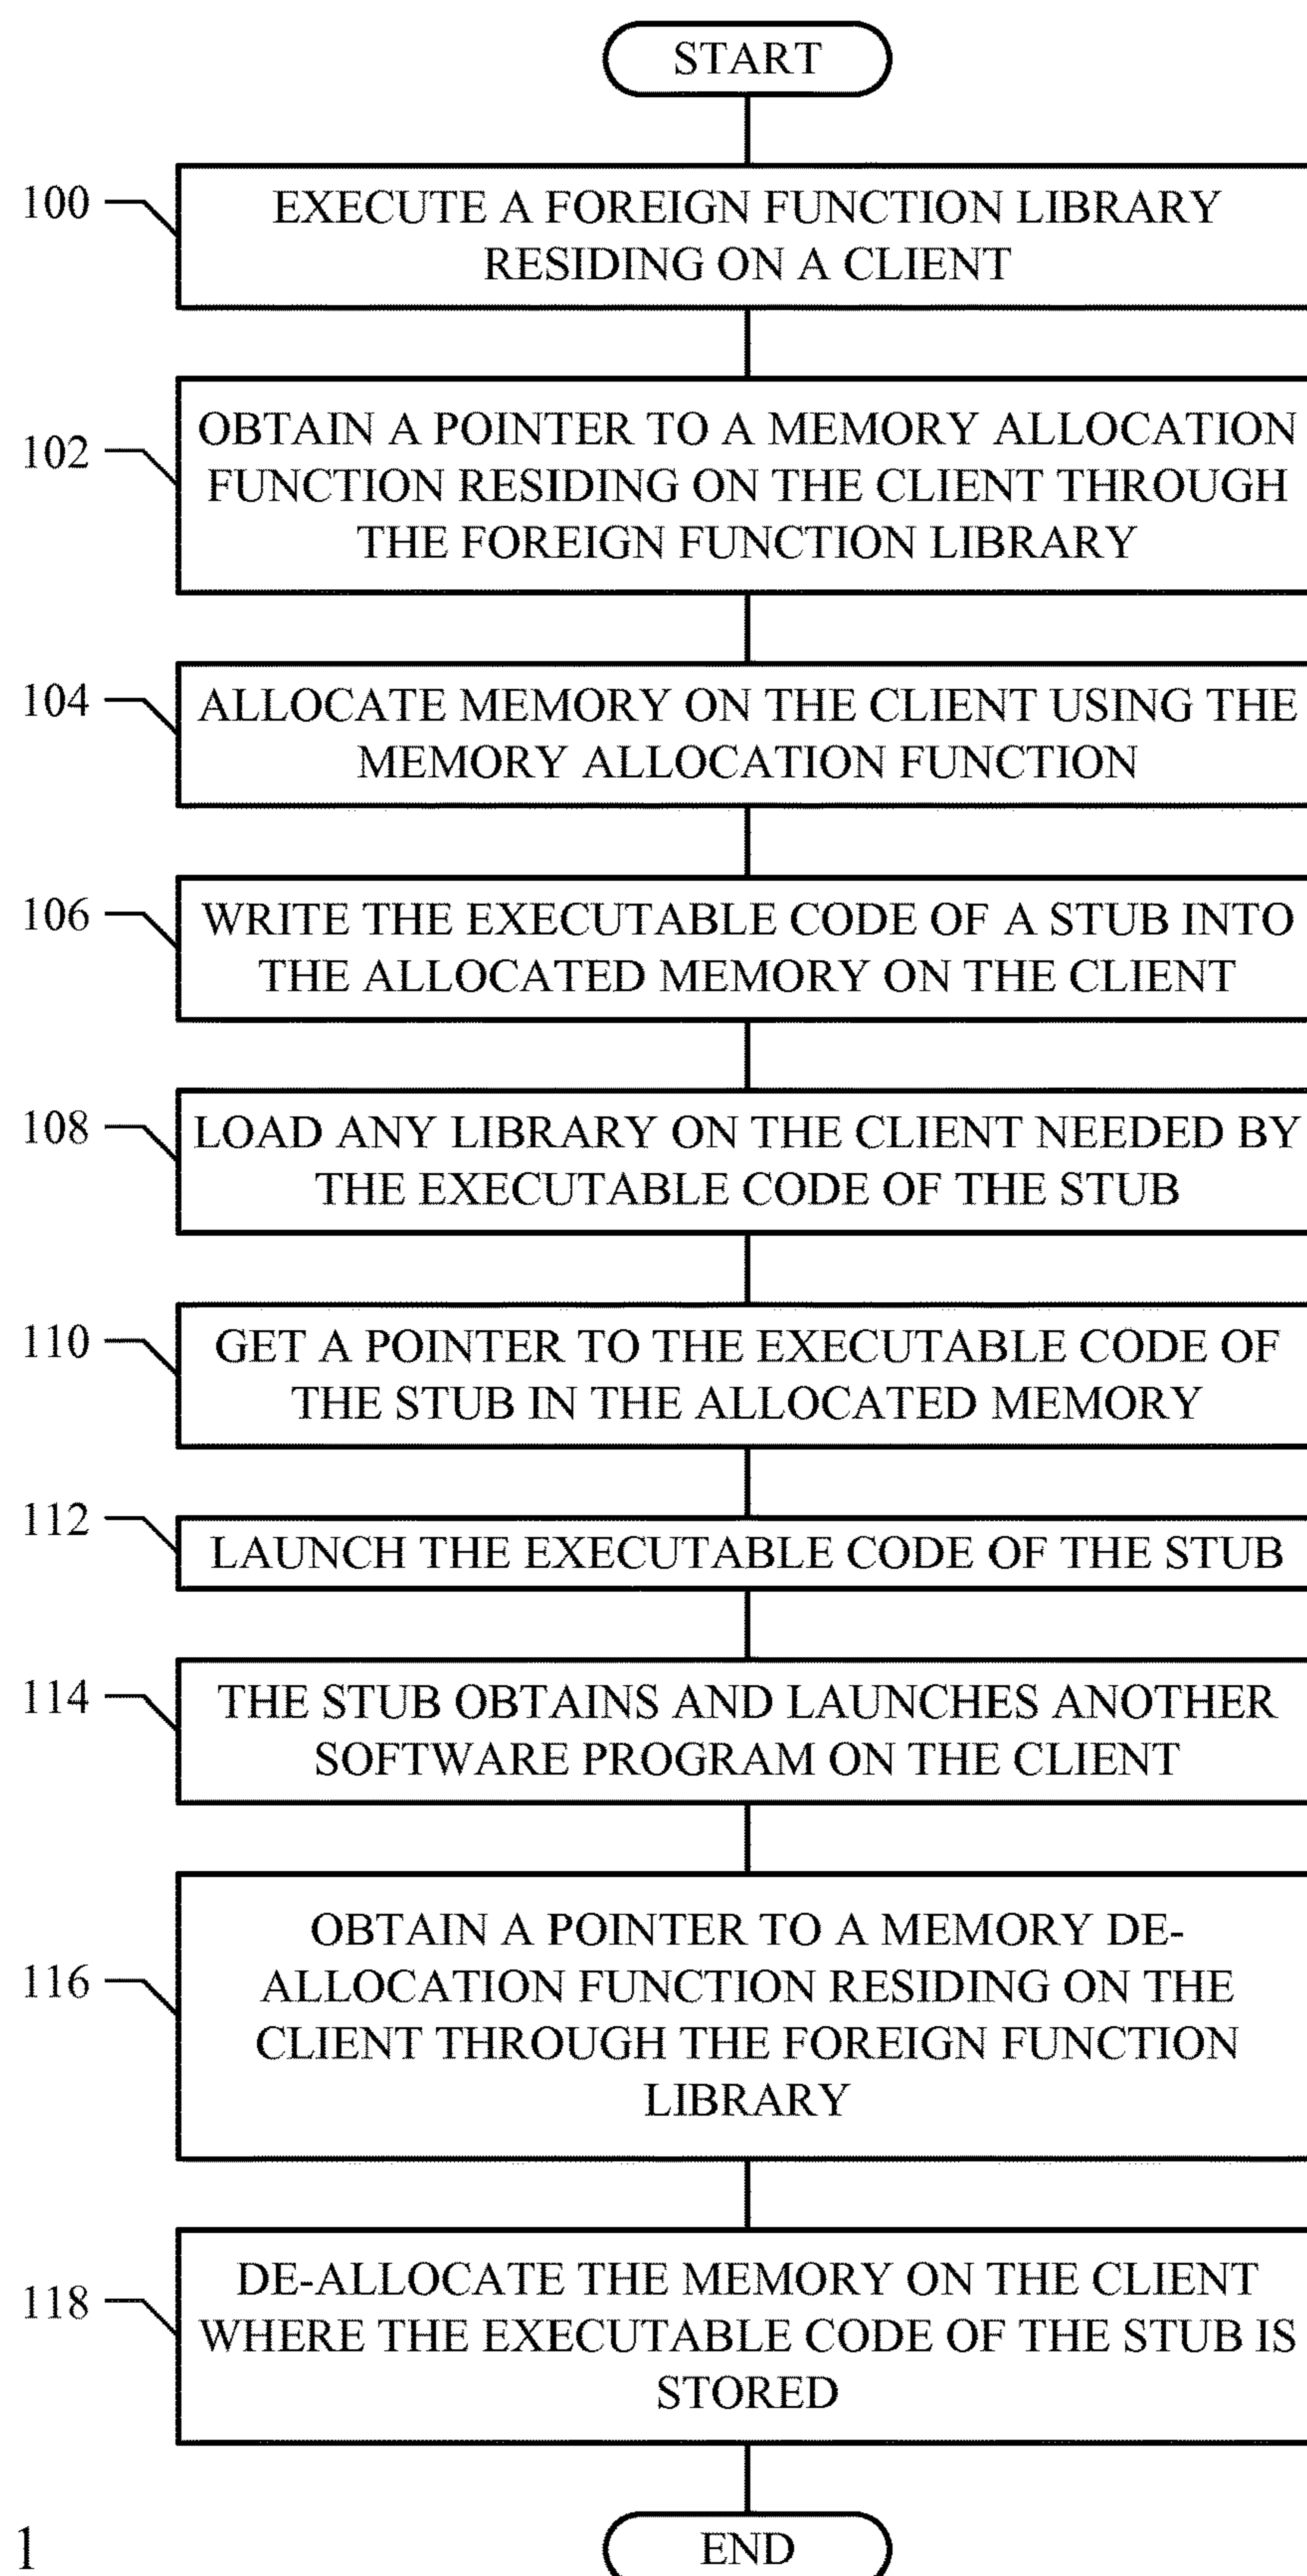 START
100
EXECUTE A FOREIGN FUNCTION LIBRARY
RESIDING ON A CLIENT
102
OBTAIN A POINTER TO A MEMORY ALLOCATION
FUNCTION RESIDING ON THE CLIENT THROUGH
THE FOREIGN FUNCTION LIBRARY
104
ALLOCATE MEMORY ON THE CLIENT USING THE
MEMORY ALLOCATION FUNCTION
106
WRITE THE EXECUTABLE CODE OF A STUB INTO
THE ALLOCATED MEMORY ON THE CLIENT
108
LOAD ANY LIBRARY ON THE CLIENT NEEDED BY
THE EXECUTABLE CODE OF THE STUB
110
GET A POINTER TO THE EXECUTABLE CODE OF
THE STUB IN THE ALLOCATED MEMORY
112
LAUNCH THE EXECUTABLE CODE OF THE STUB
114
THE STUB OBTAINS AND LAUNCHES ANOTHER
SOFTWARE PROGRAM ON THE CLIENT
116
OBTAIN A POINTER TO A MEMORY DE-
ALLOCATION FUNCTION RESIDING ON THE
CLIENT THROUGH THE FOREIGN FUNCTION
LIBRARY
118
DE-ALLOCATE THE MEMORY ON THE CLIENT
WHERE THE EXECUTABLE CODE OF THE STUB IS
STORED
1
END